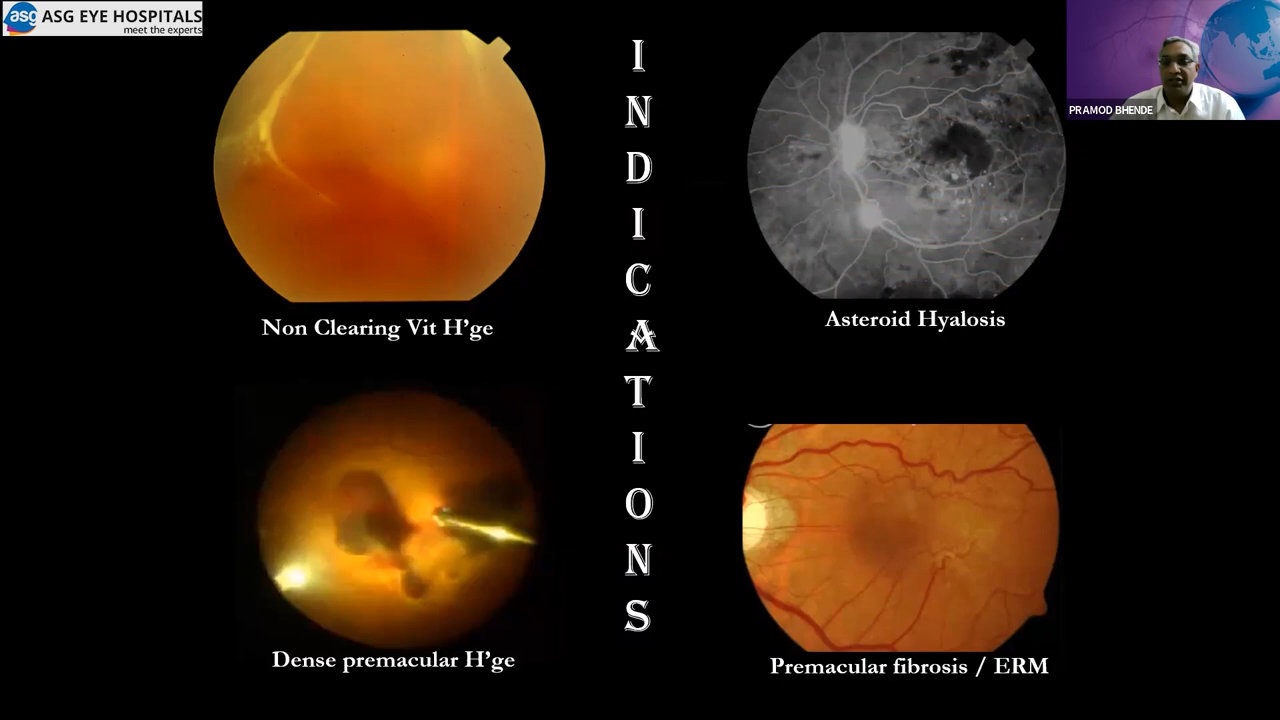 asg ASG EYE HOSPITALS
meet the experts
PRAMOD BHENDE
INDICATIONS
Non Clearing Vit H’ge
Asteroid Hyalosis
Dense premacular H’ge
Premacular fibrosis / ERM